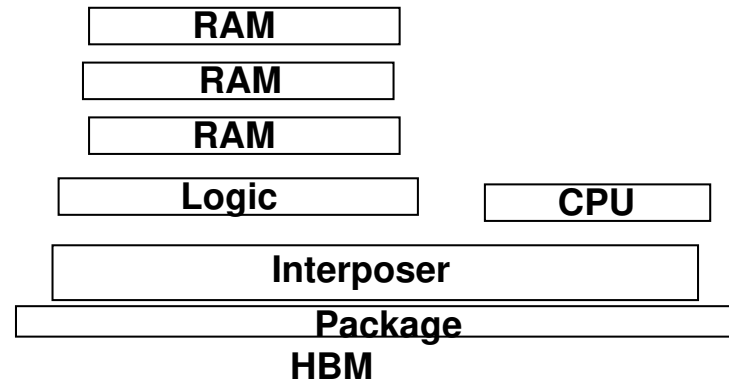 RAM
RAM
RAM
Logic CPU
Interposer
Package
HBM